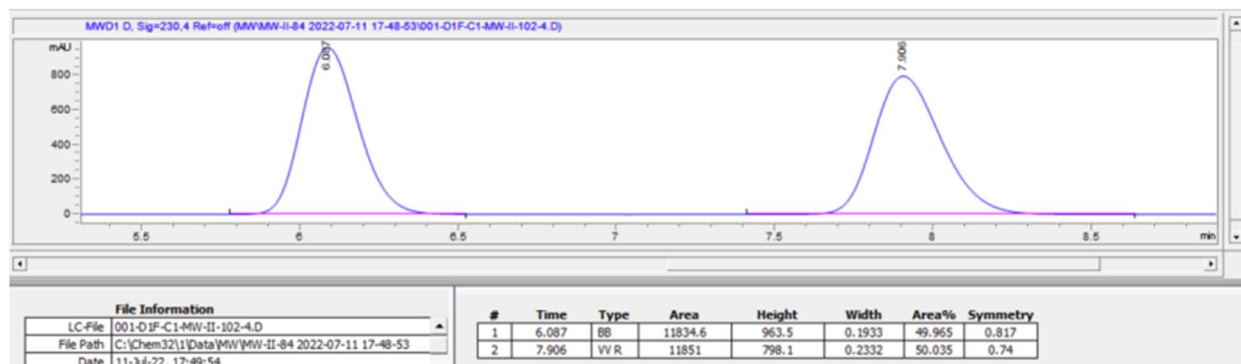 MWD1 D, Sig=230,4 Ref=off (MW\MW-II-84 2022-07-11 17-48-53\001-D1F-C1-MW-II-102-4.D)
mAU
800
600
400
200
0
6.087
7.906
5.5 6 6.5 7 7.5 8 8.5 min
File Information
LC-File 001-D1F-C1-MW-II-102-4.D
File Path C:\Chem32\1\Data\MW\MW-II-84 2022-07-11 17-48-53
Date 11-Jul-22, 17:49:54
# Time Type Area Height Width Area% Symmetry
1 6.087 BB 11834.6 963.5 0.1933 49.965 0.817
2 7.906 VV R 11851 798.1 0.2332 50.035 0.74